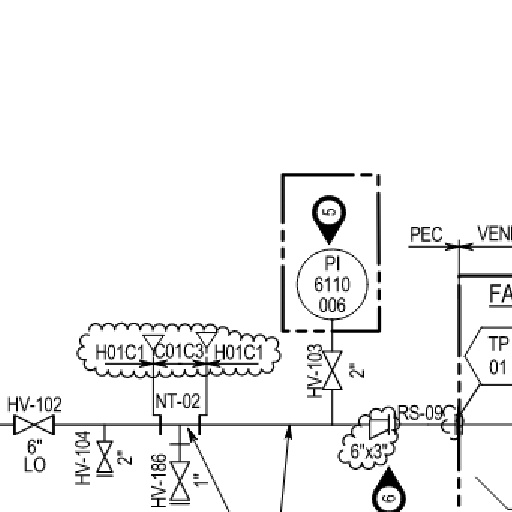 5
PEC
VEN
PI
6110
006
FA
H01C1
C01C3
H01C1
HV-103
2"
TP
01
HV-102
NT-02
RS-09
6"
LO
HV-104
2"
HV-186
1"
6"x3"
6